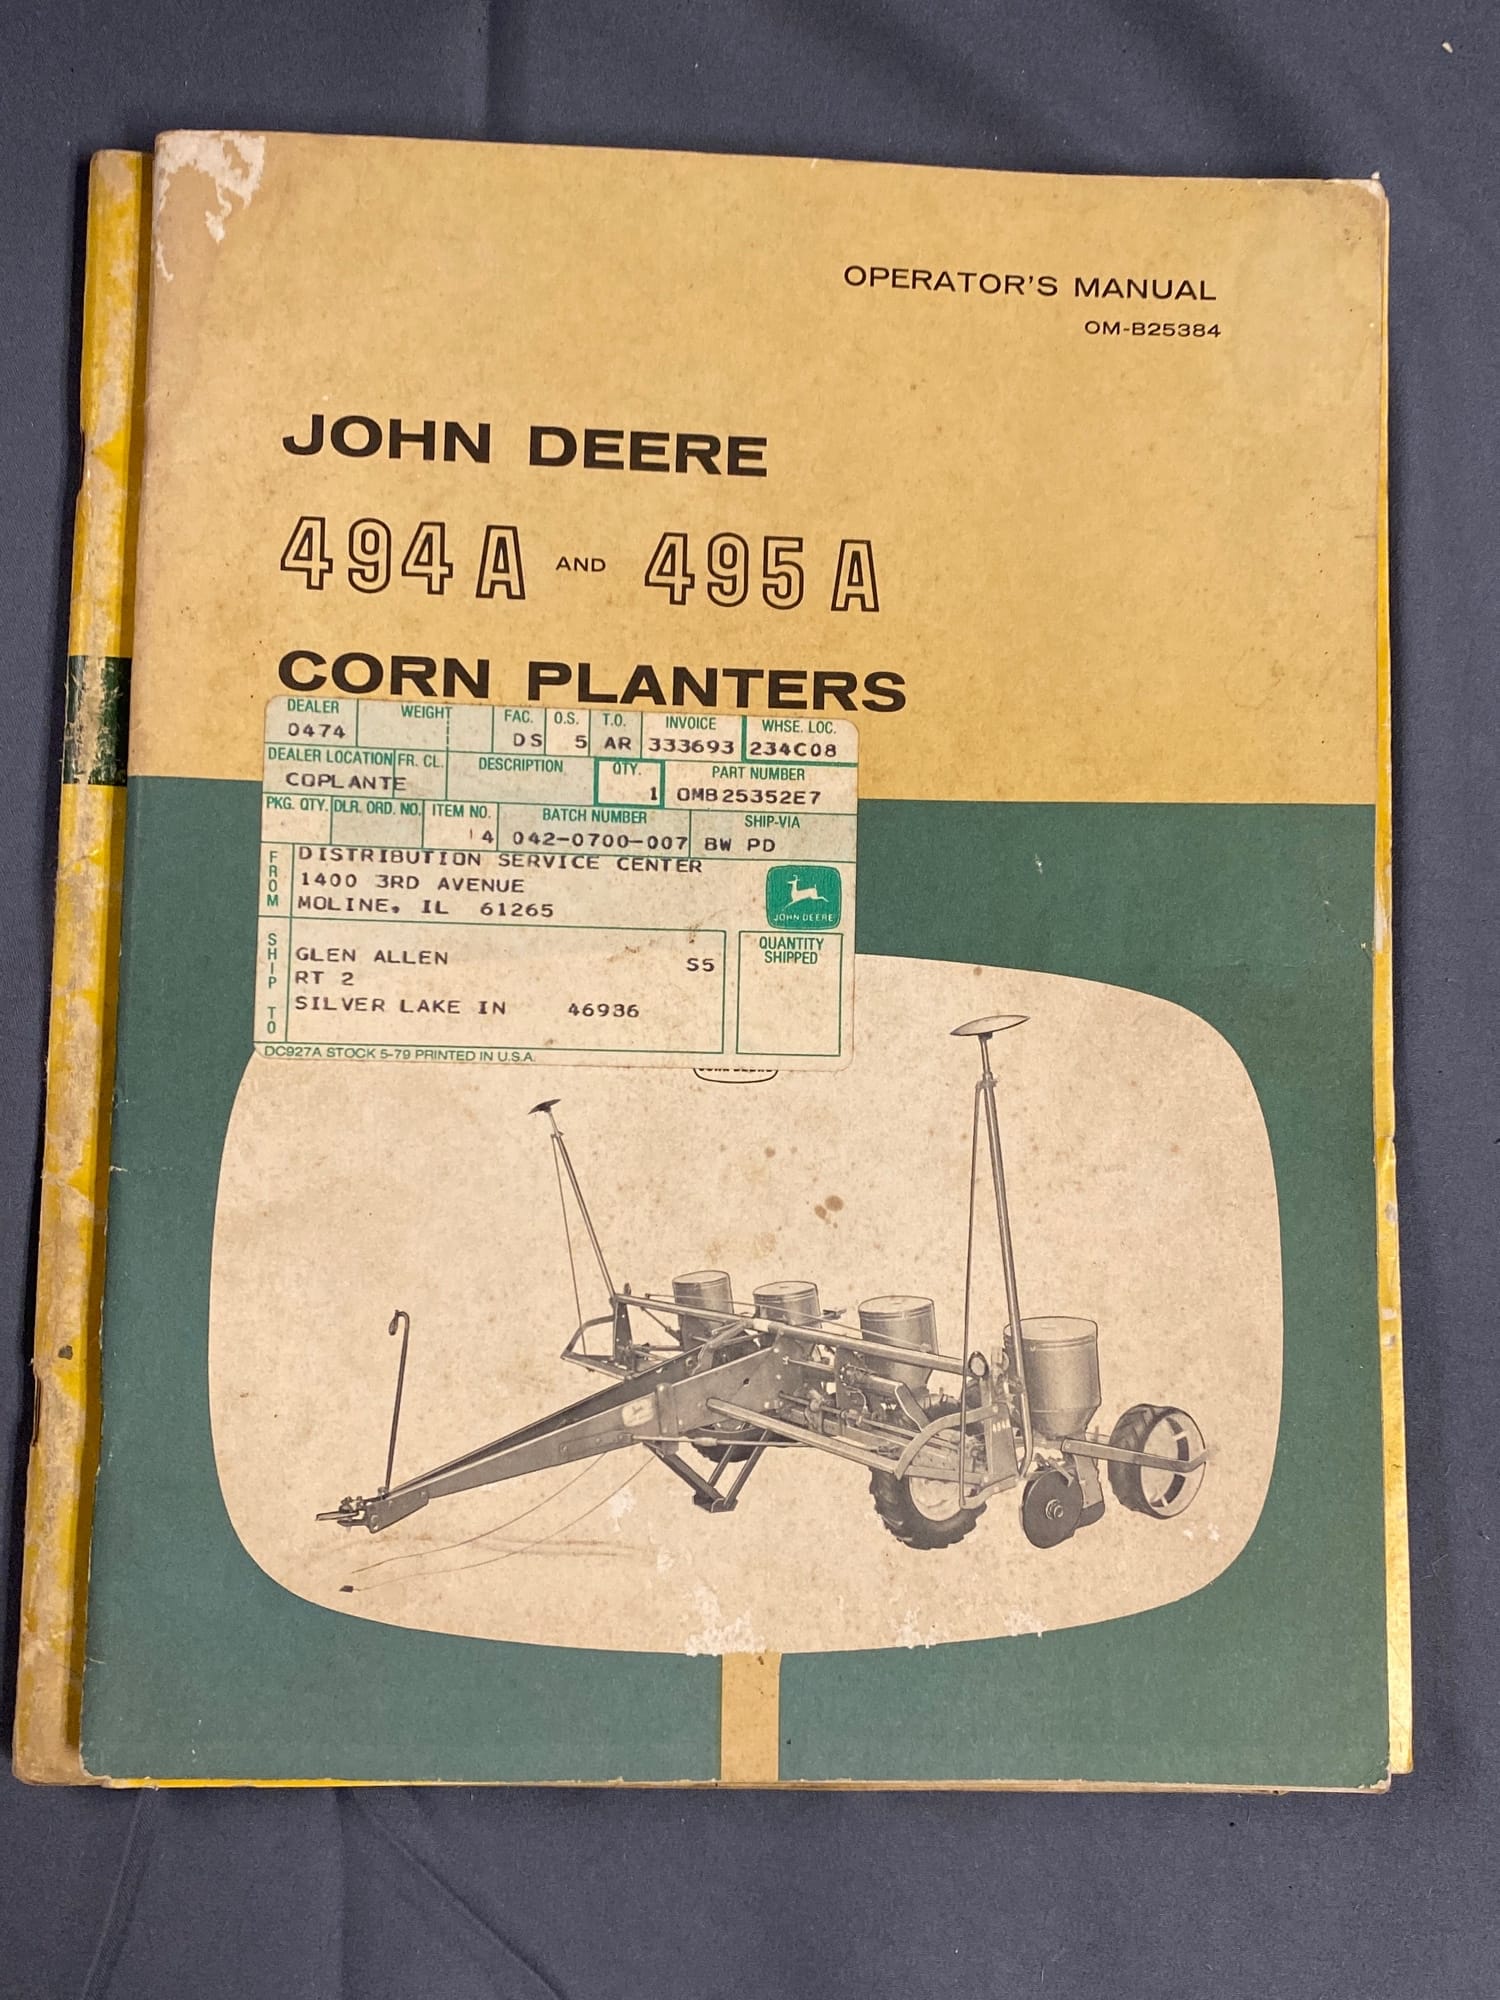 OPERATOR'S MANUAL
OM-B25384
JOHN DEERE
494A AND 495A
CORN PLANTERS
DEALER WEIGHT FAC. O.S. T.O. INVOICE WHSE. LOC.
0474 DS 5 AR 333693 234C08
DEALER LOCATION FR. CL. DESCRIPTION QTY. PART NUMBER
COPLANTE 1 OMB25352E7
PKG. QTY. DLR. ORD. NO. ITEM NO. BATCH NUMBER SHIP-VIA
4 042-0700-007 BW PD
FROM
DISTRIBUTION SERVICE CENTER
1400 3RD AVENUE
MOLINE, IL 61265
JOHN DEERE
SHIP TO
GLEN ALLEN S5
RT 2
SILVER LAKE IN 46936
QUANTITY
SHIPPED
DC927A STOCK 5-79 PRINTED IN U.S.A.
JOHN DEERE
494A